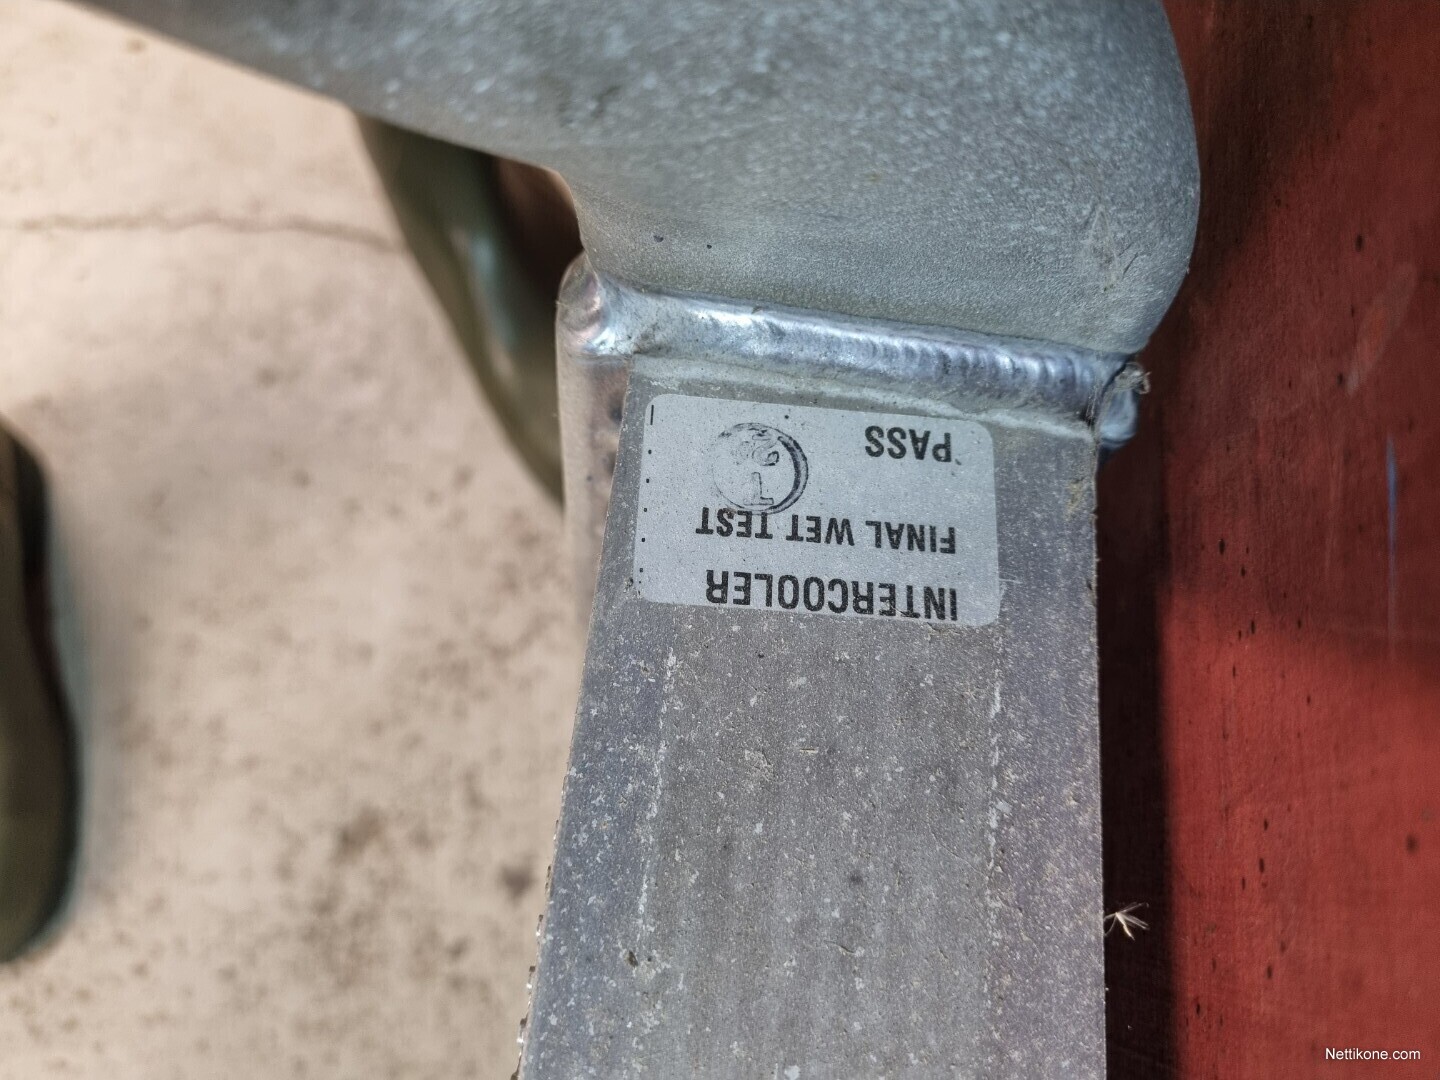 INTERCOOLER
FINAL WET TEST
PASS
Nettikone.com